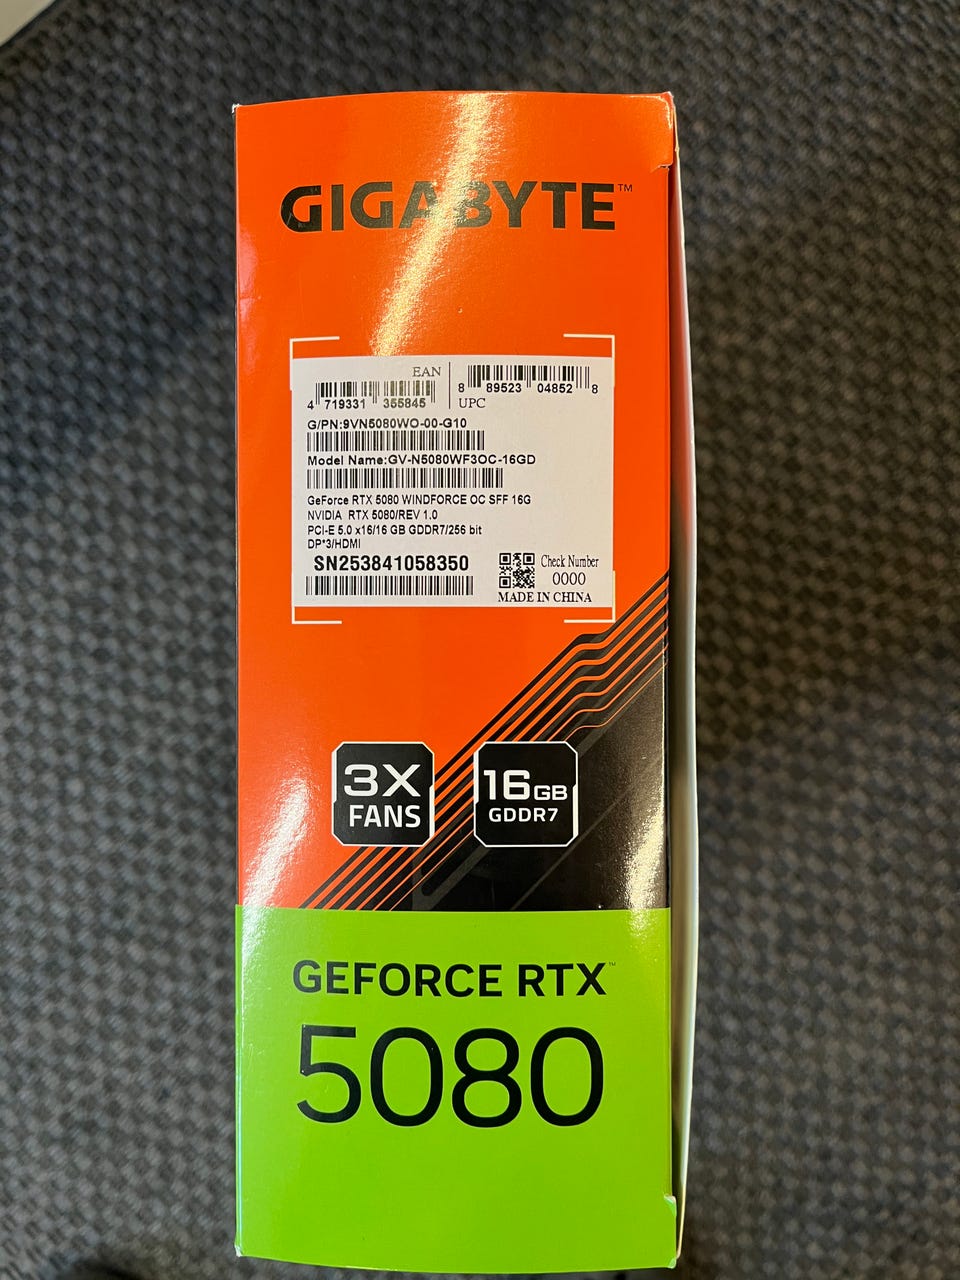 GIGABYTE™
EAN
4 719331 355845
8 89523 04852 8
UPC
G/PN:9VN5080WO-00-G10
Model Name:GV-N5080WF3OC-16GD
GeForce RTX 5080 WINDFORCE OC SFF 16G
NVIDIA RTX 5080/REV 1.0
PCI-E 5.0 x16/16 GB GDDR7/256 bit
DP*3/HDMI
SN253841058350
Check Number
0000
MADE IN CHINA
3X
FANS
16GB
GDDR7
GEFORCE RTX™
5080